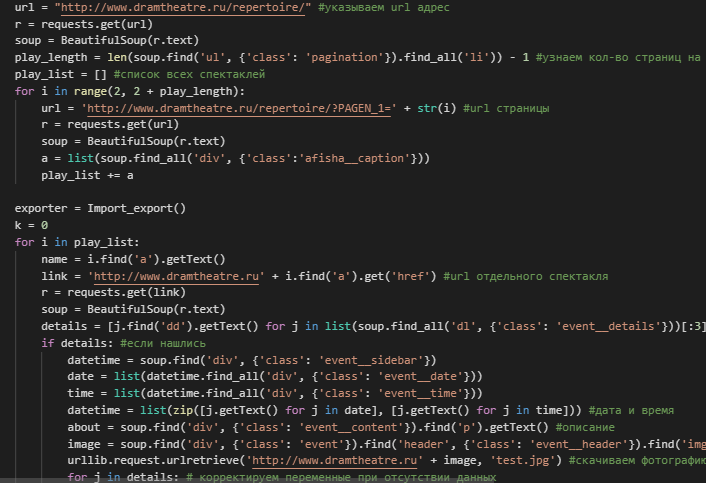 url = "http://www.dramtheatre.ru/repertoire/" #указываем url адрес
r = requests.get(url)
soup = BeautifulSoup(r.text)
play_length = len(soup.find('ul', {'class': 'pagination'}).find_all('li')) - 1 #узнаем кол-во страниц на
play_list = [] #список всех спектаклей
for i in range(2, 2 + play_length):
    url = 'http://www.dramtheatre.ru/repertoire/?PAGEN_1=' + str(i) #url страницы
    r = requests.get(url)
    soup = BeautifulSoup(r.text)
    a = list(soup.find_all('div', {'class':'afisha__caption'}))
    play_list += a

exporter = Import_export()
k = 0
for i in play_list:
    name = i.find('a').getText()
    link = 'http://www.dramtheatre.ru' + i.find('a').get('href') #url отдельного спектакля
    r = requests.get(link)
    soup = BeautifulSoup(r.text)
    details = [j.find('dd').getText() for j in list(soup.find_all('dl', {'class': 'event__details'}))[:3]
    if details: #если нашлись
        datetime = soup.find('div', {'class': 'event__sidebar'})
        date = list(datetime.find_all('div', {'class': 'event__date'}))
        time = list(datetime.find_all('div', {'class': 'event__time'}))
        datetime = list(zip([j.getText() for j in date], [j.getText() for j in time])) #дата и время
        about = soup.find('div', {'class': 'event__content'}).find('p').getText() #описание
        image = soup.find('div', {'class': 'event'}).find('header', {'class': 'event__header'}).find('img
        urllib.request.urlretrieve('http://www.dramtheatre.ru' + image, 'test.jpg') #скачиваем фотографию
        for j in details: # корректируем переменные при отсутствии данных